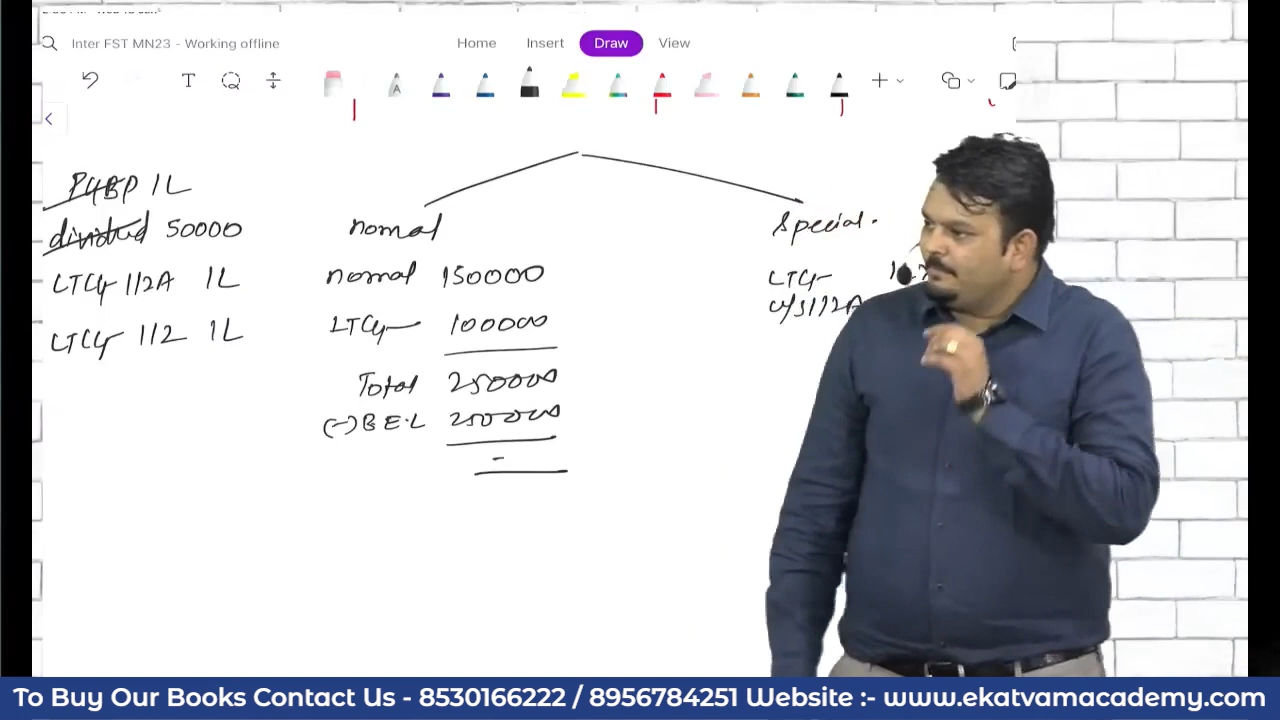 Inter FST MN23 - Working offline
Home Insert Draw View
PGBP 1L
dividend 50000
LTCG 112A 1L
LTCG 112 1L
normal
normal 150000
LTCG 100000
Total 250000
(-) B.E.L 250000
-
Special
LTCG
u/s 112A
To Buy Our Books Contact Us - 8530166222 / 8956784251 Website :- www.ekatvamacademy.com